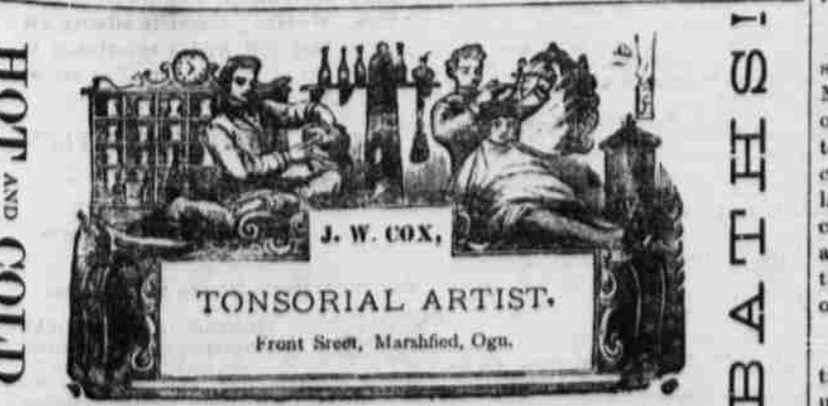 HOT AND COLD
J. W. COX,
TONSORIAL ARTIST.
Front Sreet, Marshfied, Ogn.
BATHS!